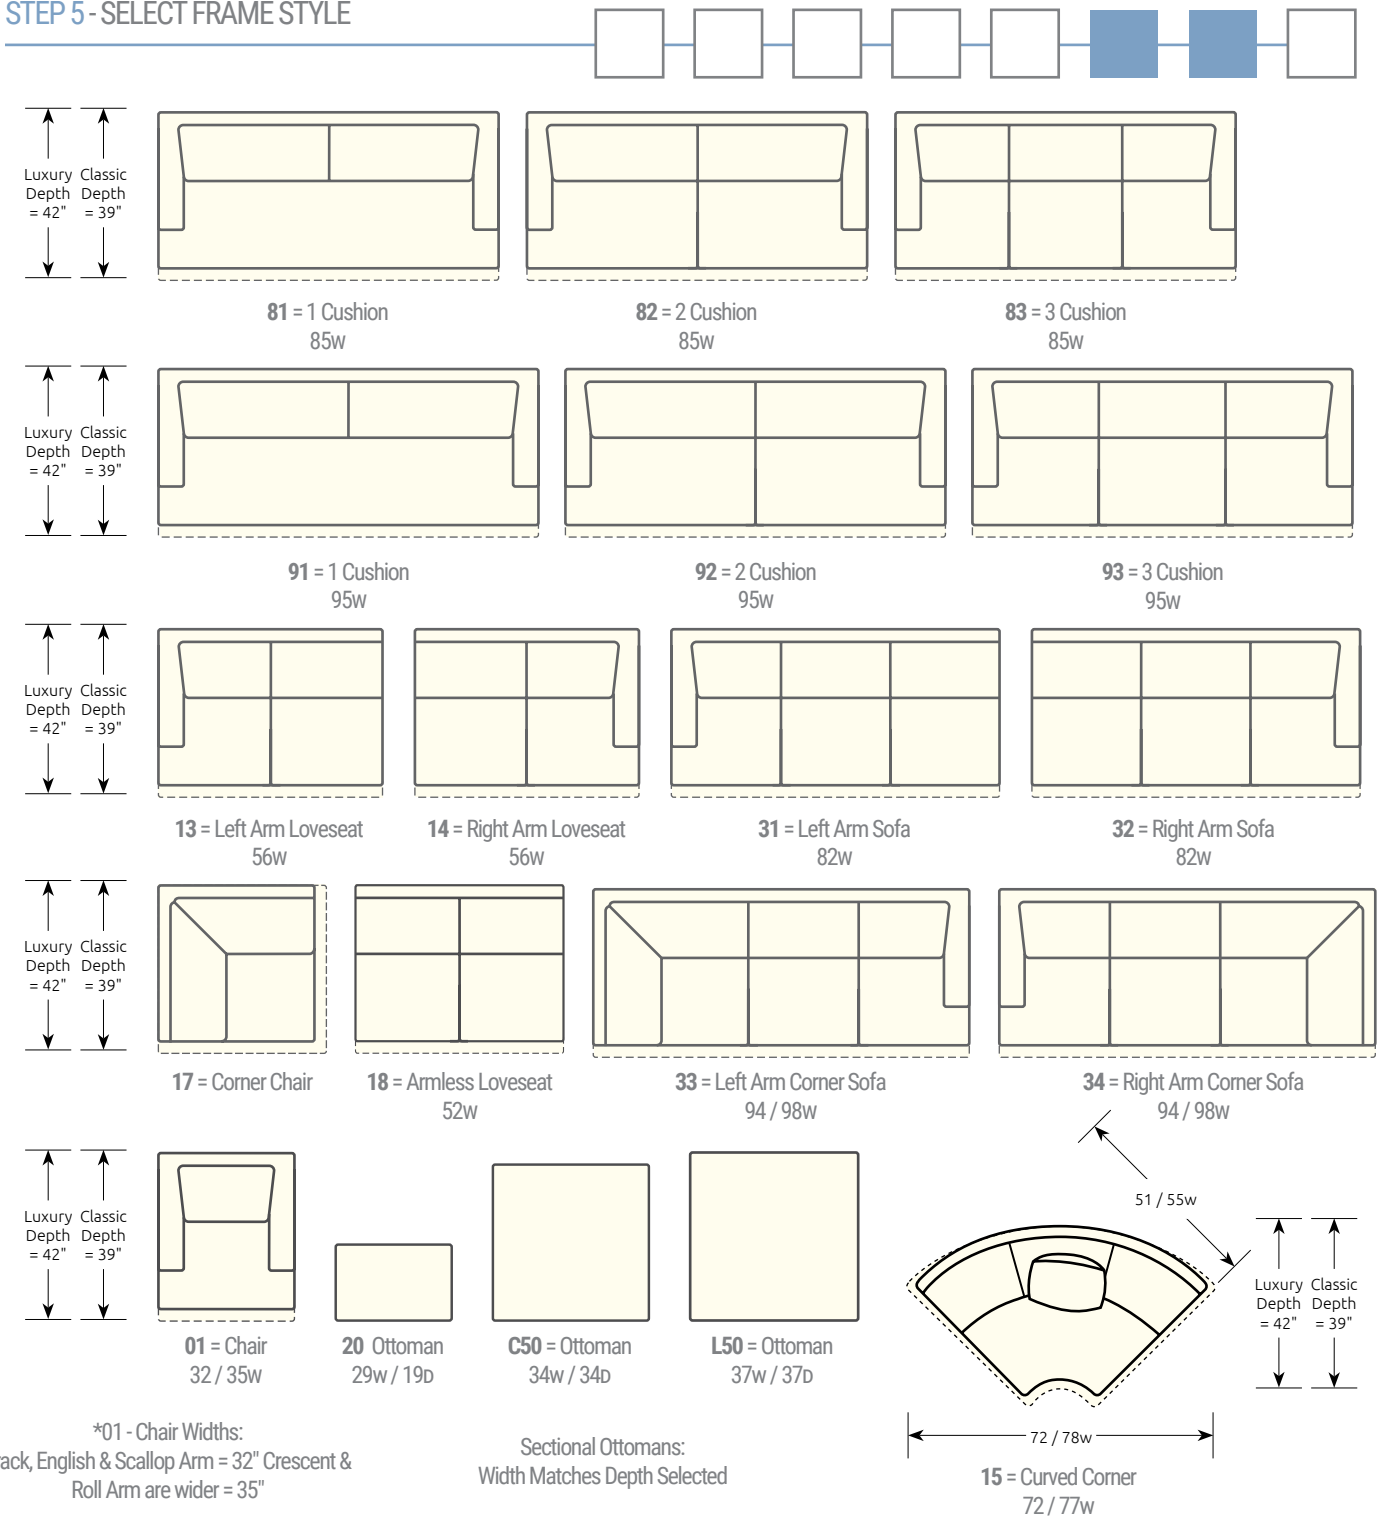 STEP 5 - SELECT FRAME STYLE
Luxury Classic
Depth Depth
= 42" = 39"
81 = 1 Cushion
85w
82 = 2 Cushion
85w
83 = 3 Cushion
85w
Luxury Classic
Depth Depth
= 42" = 39"
91 = 1 Cushion
95w
92 = 2 Cushion
95w
93 = 3 Cushion
95w
Luxury Classic
Depth Depth
= 42" = 39"
13 = Left Arm Loveseat
56w
14 = Right Arm Loveseat
56w
31 = Left Arm Sofa
82w
32 = Right Arm Sofa
82w
Luxury Classic
Depth Depth
= 42" = 39"
17 = Corner Chair
18 = Armless Loveseat
52w
33 = Left Arm Corner Sofa
94 / 98w
34 = Right Arm Corner Sofa
94 / 98w
Luxury Classic
Depth Depth
= 42" = 39"
01 = Chair
32 / 35w
20 Ottoman
29w / 19D
C50 = Ottoman
34w / 34D
L50 = Ottoman
37w / 37D
51 / 55w
Luxury Classic
Depth Depth
= 42" = 39"
72 / 78w
15 = Curved Corner
72 / 77w
*01 - Chair Widths:
rack, English & Scallop Arm = 32" Crescent &
Roll Arm are wider = 35"
Sectional Ottomans:
Width Matches Depth Selected